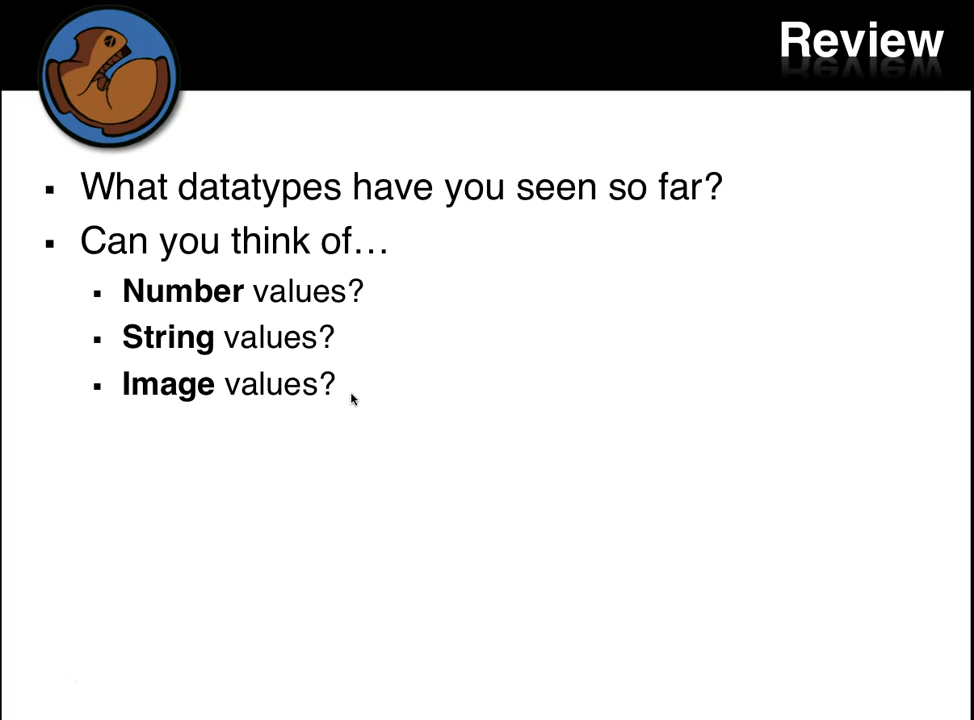 Review
▪ What datatypes have you seen so far?
▪ Can you think of…
▪ Number values?
▪ String values?
▪ Image values?